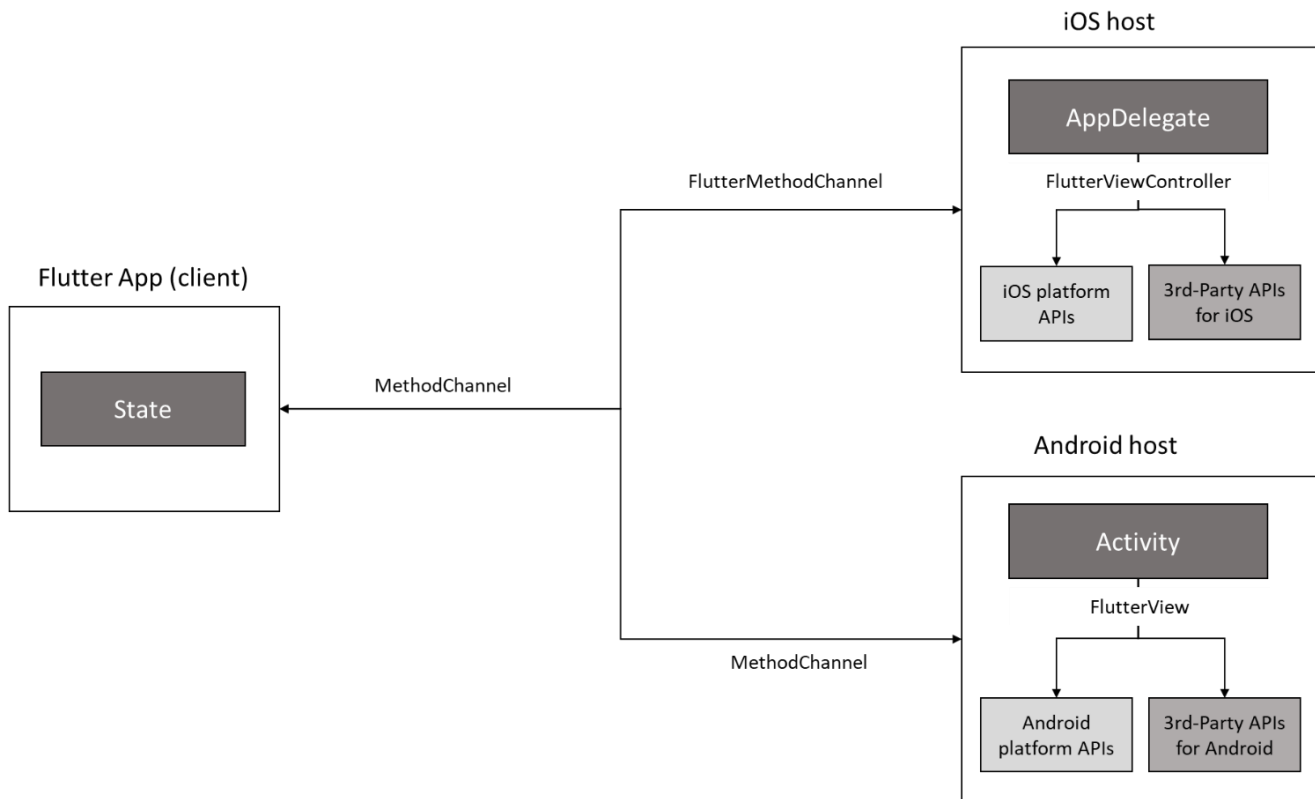 iOS host
AppDelegate
FlutterMethodChannel
FlutterViewController
Flutter App (client)
iOS platform
APIs
3rd-Party APIs
for iOS
MethodChannel
State
Android host
Activity
FlutterView
MethodChannel
Android
platform APIs
3rd-Party APIs
for Android